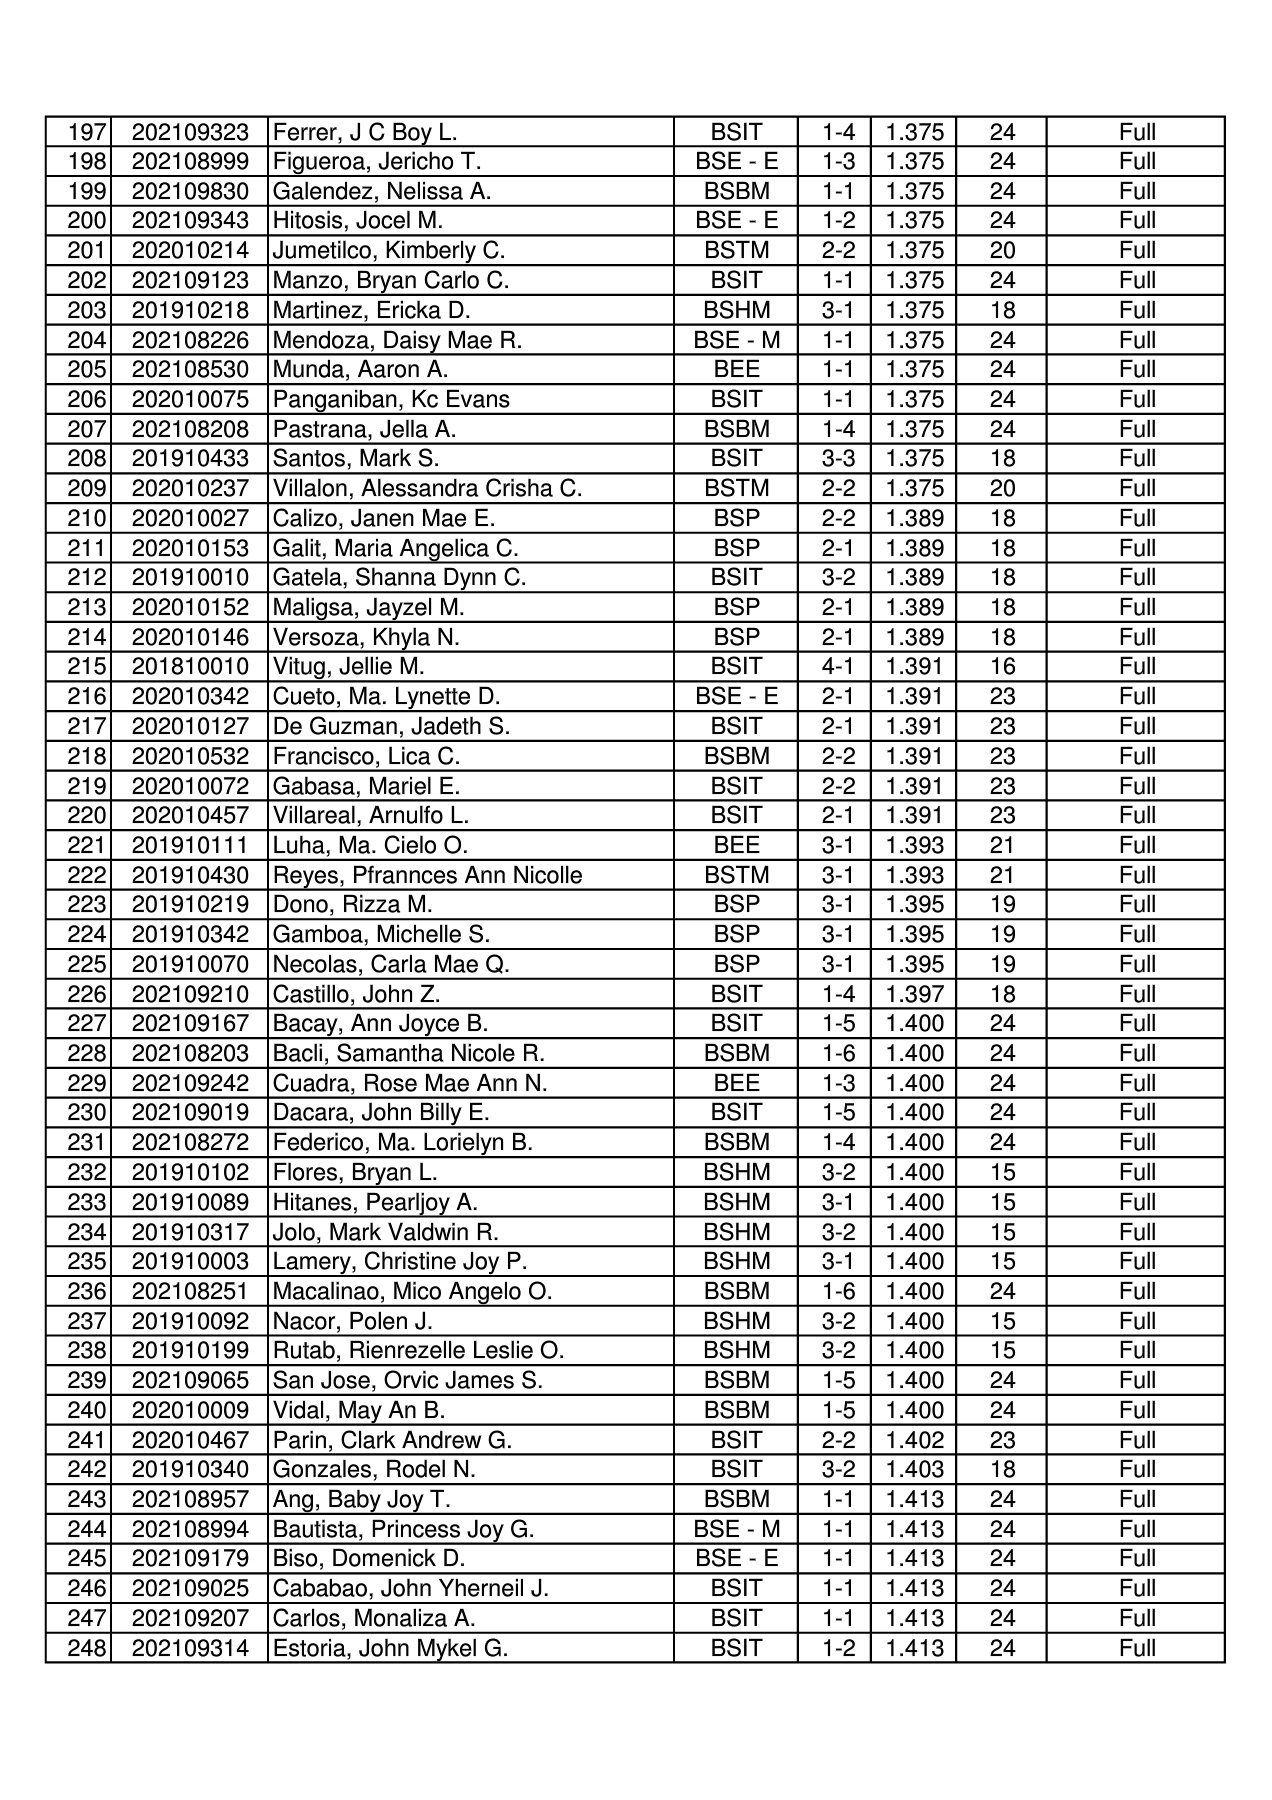 197 202109323 Ferrer, J C Boy L. BSIT 1-4 1.375 24 Full
198 202108999 Figueroa, Jericho T. BSE - E 1-3 1.375 24 Full
199 202109830 Galendez, Nelissa A. BSBM 1-1 1.375 24 Full
200 202109343 Hitosis, Jocel M. BSE - E 1-2 1.375 24 Full
201 202010214 Jumetilco, Kimberly C. BSTM 2-2 1.375 20 Full
202 202109123 Manzo, Bryan Carlo C. BSIT 1-1 1.375 24 Full
203 201910218 Martinez, Ericka D. BSHM 3-1 1.375 18 Full
204 202108226 Mendoza, Daisy Mae R. BSE - M 1-1 1.375 24 Full
205 202108530 Munda, Aaron A. BEE 1-1 1.375 24 Full
206 202010075 Panganiban, Kc Evans BSIT 1-1 1.375 24 Full
207 202108208 Pastrana, Jella A. BSBM 1-4 1.375 24 Full
208 201910433 Santos, Mark S. BSIT 3-3 1.375 18 Full
209 202010237 Villalon, Alessandra Crisha C. BSTM 2-2 1.375 20 Full
210 202010027 Calizo, Janen Mae E. BSP 2-2 1.389 18 Full
211 202010153 Galit, Maria Angelica C. BSP 2-1 1.389 18 Full
212 201910010 Gatela, Shanna Dynn C. BSIT 3-2 1.389 18 Full
213 202010152 Maligsa, Jayzel M. BSP 2-1 1.389 18 Full
214 202010146 Versoza, Khyla N. BSP 2-1 1.389 18 Full
215 201810010 Vitug, Jellie M. BSIT 4-1 1.391 16 Full
216 202010342 Cueto, Ma. Lynette D. BSE - E 2-1 1.391 23 Full
217 202010127 De Guzman, Jadeth S. BSIT 2-1 1.391 23 Full
218 202010532 Francisco, Lica C. BSBM 2-2 1.391 23 Full
219 202010072 Gabasa, Mariel E. BSIT 2-2 1.391 23 Full
220 202010457 Villareal, Arnulfo L. BSIT 2-1 1.391 23 Full
221 201910111 Luha, Ma. Cielo O. BEE 3-1 1.393 21 Full
222 201910430 Reyes, Pfrannces Ann Nicolle BSTM 3-1 1.393 21 Full
223 201910219 Dono, Rizza M. BSP 3-1 1.395 19 Full
224 201910342 Gamboa, Michelle S. BSP 3-1 1.395 19 Full
225 201910070 Necolas, Carla Mae Q. BSP 3-1 1.395 19 Full
226 202109210 Castillo, John Z. BSIT 1-4 1.397 18 Full
227 202109167 Bacay, Ann Joyce B. BSIT 1-5 1.400 24 Full
228 202108203 Bacli, Samantha Nicole R. BSBM 1-6 1.400 24 Full
229 202109242 Cuadra, Rose Mae Ann N. BEE 1-3 1.400 24 Full
230 202109019 Dacara, John Billy E. BSIT 1-5 1.400 24 Full
231 202108272 Federico, Ma. Lorielyn B. BSBM 1-4 1.400 24 Full
232 201910102 Flores, Bryan L. BSHM 3-2 1.400 15 Full
233 201910089 Hitanes, Pearljoy A. BSHM 3-1 1.400 15 Full
234 201910317 Jolo, Mark Valdwin R. BSHM 3-2 1.400 15 Full
235 201910003 Lamery, Christine Joy P. BSHM 3-1 1.400 15 Full
236 202108251 Macalinao, Mico Angelo O. BSBM 1-6 1.400 24 Full
237 201910092 Nacor, Polen J. BSHM 3-2 1.400 15 Full
238 201910199 Rutab, Rienrezelle Leslie O. BSHM 3-2 1.400 15 Full
239 202109065 San Jose, Orvic James S. BSBM 1-5 1.400 24 Full
240 202010009 Vidal, May An B. BSBM 1-5 1.400 24 Full
241 202010467 Parin, Clark Andrew G. BSIT 2-2 1.402 23 Full
242 201910340 Gonzales, Rodel N. BSIT 3-2 1.403 18 Full
243 202108957 Ang, Baby Joy T. BSBM 1-1 1.413 24 Full
244 202108994 Bautista, Princess Joy G. BSE - M 1-1 1.413 24 Full
245 202109179 Biso, Domenick D. BSE - E 1-1 1.413 24 Full
246 202109025 Cababao, John Yherneil J. BSIT 1-1 1.413 24 Full
247 202109207 Carlos, Monaliza A. BSIT 1-1 1.413 24 Full
248 202109314 Estoria, John Mykel G. BSIT 1-2 1.413 24 Full